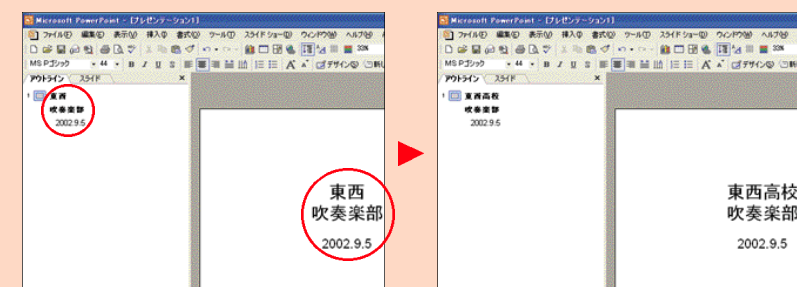 Microsoft PowerPoint - [プレゼンテーション1]
ファイル(F) 編集(E) 表示(V) 挿入(I) 書式(O) ツール(T) スライド ショー(D) ウィンドウ(W) ヘルプ(H)
33%
MS Pゴシック 44 B I U S デザイン(S)
アウトライン スライド ×
1 東西
吹奏楽部
2002.9.5
東西
吹奏楽部
2002.9.5
Microsoft PowerPoint - [プレゼンテーション1]
ファイル(F) 編集(E) 表示(V) 挿入(I) 書式(O) ツール(T) スライド ショー(D) ウィンドウ(W) ヘルプ(H)
33%
MS Pゴシック 44 B I U S デザイン(S)
アウトライン スライド ×
1 東西高校
吹奏楽部
2002.9.5
東西高校
吹奏楽部
2002.9.5